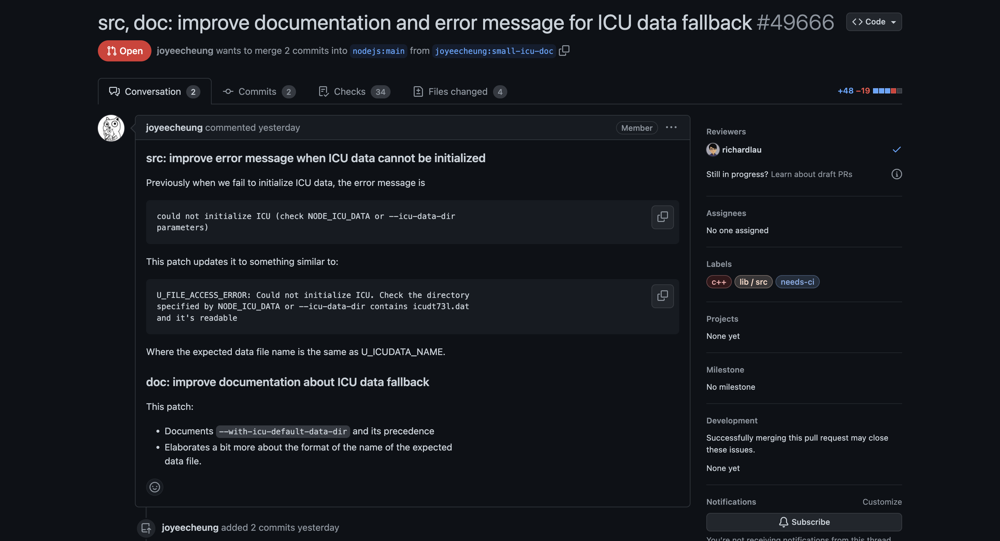 src, doc: improve documentation and error message for ICU data fallback #49666
Code
Open
joyeecheung wants to merge 2 commits into nodejs:main from joyeecheung:small-icu-doc
Conversation 2
Commits 2
Checks 34
Files changed 4
+48 −19
joyeecheung commented yesterday
Member
src: improve error message when ICU data cannot be initialized
Previously when we fail to initialize ICU data, the error message is
could not initialize ICU (check NODE_ICU_DATA or --icu-data-dir
parameters)
This patch updates it to something similar to:
U_FILE_ACCESS_ERROR: Could not initialize ICU. Check the directory
specified by NODE_ICU_DATA or --icu-data-dir contains icudt73l.dat
and it's readable
Where the expected data file name is the same as U_ICUDATA_NAME.
doc: improve documentation about ICU data fallback
This patch:
• Documents --with-icu-default-data-dir and its precedence
• Elaborates a bit more about the format of the name of the expected
data file.
joyeecheung added 2 commits yesterday
Reviewers
richardlau
Still in progress? Learn about draft PRs
Assignees
No one assigned
Labels
c++
lib / src
needs-ci
Projects
None yet
Milestone
No milestone
Development
Successfully merging this pull request may close
these issues.
None yet
Notifications
Customize
Subscribe
You're not receiving notifications from this thread.